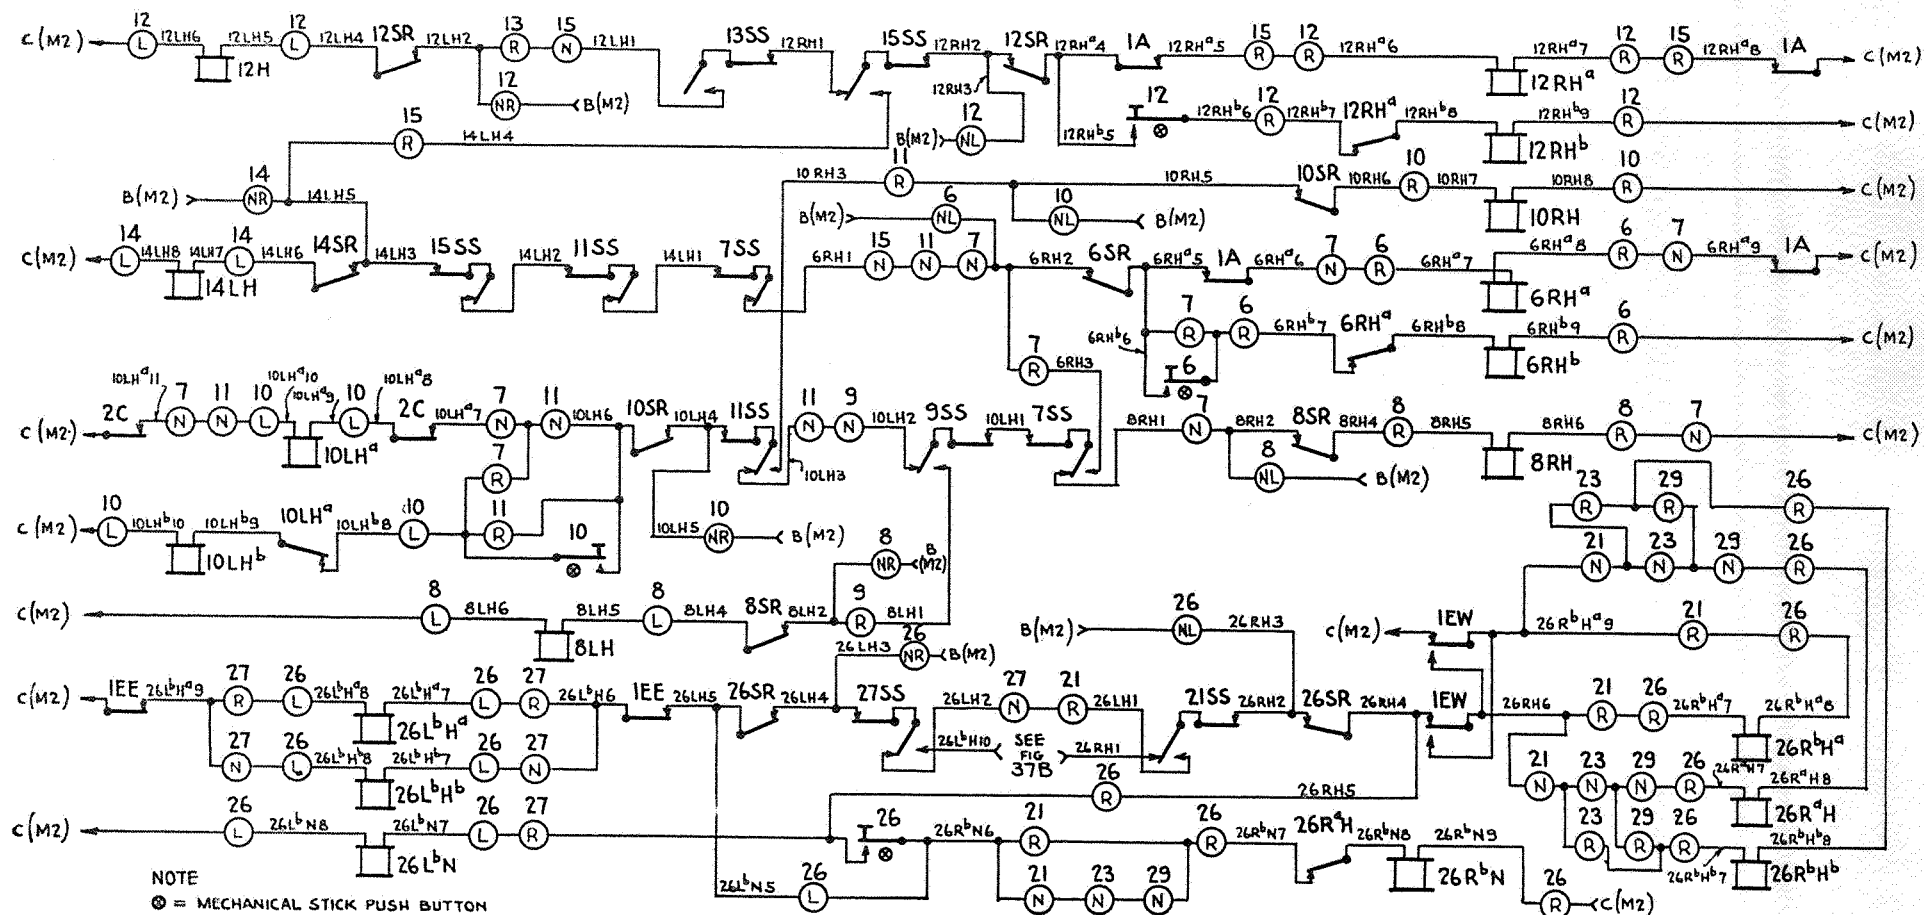 12 12 12SR 13 15 13SS 15SS 12SR 1A 15 12 12 15 1A
C(M2) L 12LH6 12LH5 L 12LH4 12LH2 R N 12LH1 12RH1 12RH2 12RHa4 12RHa5 R R 12RHa6 12RHa7 R R 12RHa8 C(M2)
12H 12RHa
12 12RH3
NR B(M2)
12 12RHb6 12 12RHb7 12RHa 12RHb8 12RHb9 12
R R C(M2)
15 14LH4 B(M2) 12 NL 12RHb5 12RHb
R
14 11 10SR 10 10
B(M2) NR 14LH5 10RH3 R 10RH5 10RH6 R 10RH7 10RH8 R C(M2)
B(M2) 6 NL 10 NL B(M2) 10RH
14 14 14SR 15SS 11SS 7SS 15 11 7 6SR 1A 7 6 6 7 1A
C(M2) L 14LH8 14LH7 L 14LH6 14LH3 14LH2 14LH1 6RH1 N N N 6RH2 6RHa5 6RHa6 N R 6RHa7 6RHa8 R N 6RHa9 C(M2)
14LH 6RHa
7 6 6RHb7 6RHa 6RHb8 6RHb9 6
6RHb6 R R R C(M2)
7 6RH3 6 6RHb
R
10LHa11 7 11 10 10LHa10 10LHa9 10 10LHa8
2C 2C 7 11 10SR 11SS 11 9 9SS 7SS 7 8SR 8 8 7
C(M2) N N L L 10LHa7 N N 10LH6 10LH4 N N 10LH2 10LH1 8RH1 N 8RH2 8RH4 R 8RH5 8RH6 R N C(M2)
10LHa 7 10LH3 8 8RH
R NL B(M2)
23 29 26
R R R
10 10LHa 10 11 10
C(M2) L 10LHb10 10LHb9 10LHb8 L R 10LH5 10 NR B(M2)
10LHb
21 23 29 26
N N N R
8 B
NR (M2)
8 8 8SR 9
C(M2) L 8LH6 8LH5 L 8LH4 8LH2 R 8LH1
8LH
26 1EW 21 26
B(M2) NL 26RH3 C(M2) 26RbHa9 R R
26LH3 26 NR B(M2)
1EE 27 26 26 27 1EE 26SR 27SS 27 21 21SS 26SR 1EW 21 26
C(M2) 26LbHa9 R L 26LbHa8 26LbHa7 L R 26LbH6 26LH5 26LH4 26LH2 N R 26LH1 26RH2 26RH4 26RH6 R R 26RbHa7 26RbHa8
26LbHa 26RbHa
27 26 26 27
N L 26LbHb8 26LbHb7 L N 26LbH10 SEE FIG 37B 26RH1
26LbHb
21 23 29 26 26RaH7 26RaH8
N N N R
26RaH
26 26RH5
R
26 26 27 26 21 26 26RaH 23 29 26 26RbHb8
C(M2) L 26LbN8 26LbN7 L R 26RbN6 R R 26RbN7 26RbN8 26RbN9 R R R 26RbHb7
26LbN 26RbN 26RbHb
26LbN5 26 21 23 29 26
L N N N R C(M2)
NOTE
⊗ = MECHANICAL STICK PUSH BUTTON